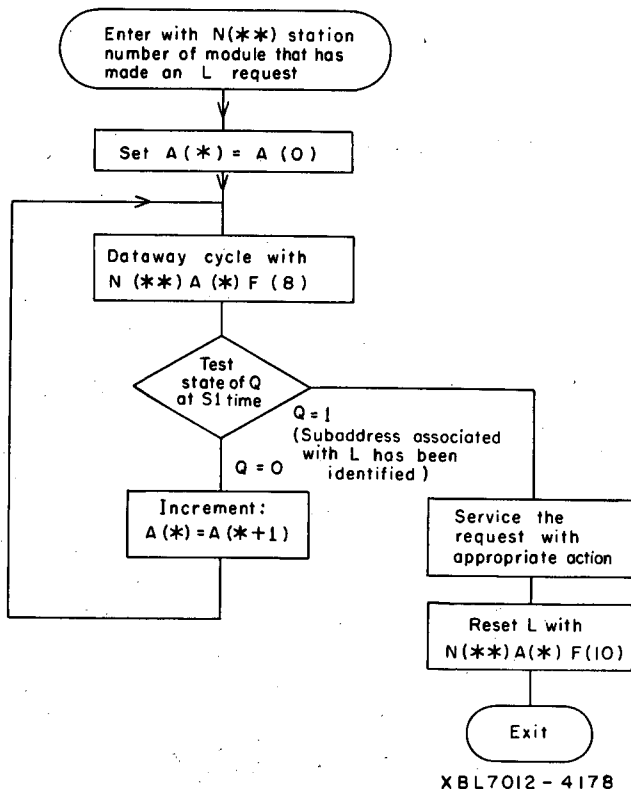 Enter with N(**) station
number of module that has
made an L request
Set A(*) = A(0)
Dataway cycle with
N(**) A(*) F(8)
Test
state of Q
at S1 time
Q=1
(Subaddress associated
with L has been
identified)
Q=0
Increment:
A(*)=A(*+1)
Service the
request with
appropriate action
Reset L with
N(**)A(*) F(10)
Exit
XBL7012-4178